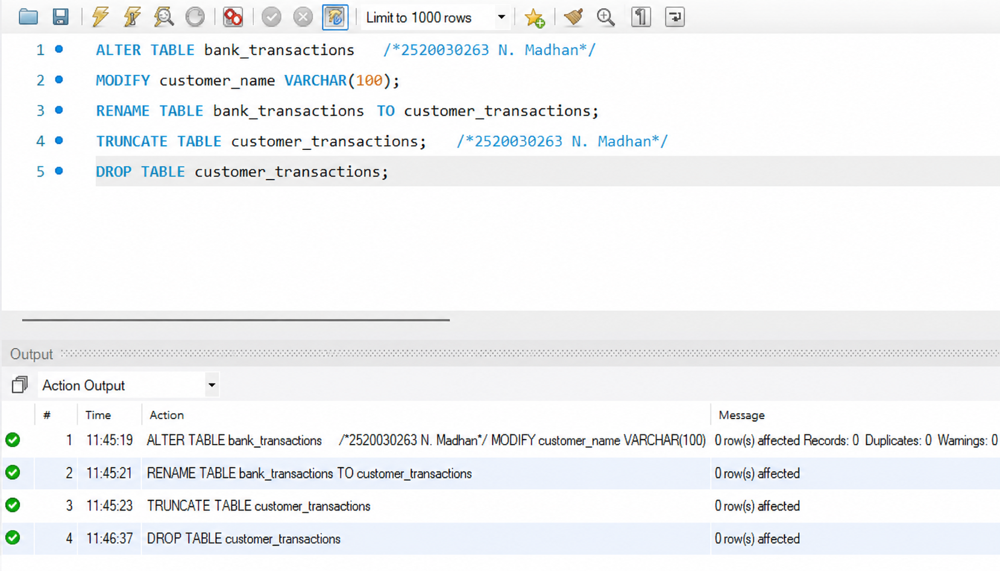 Limit to 1000 rows
1 ALTER TABLE bank_transactions /*2520030263 N. Madhan*/
2 MODIFY customer_name VARCHAR(100);
3 RENAME TABLE bank_transactions TO customer_transactions;
4 TRUNCATE TABLE customer_transactions; /*2520030263 N. Madhan*/
5 DROP TABLE customer_transactions;
Output
Action Output
# Time Action Message
1 11:45:19 ALTER TABLE bank_transactions /*2520030263 N. Madhan*/ MODIFY customer_name VARCHAR(100) 0 row(s) affected Records: 0 Duplicates: 0 Warnings: 0
2 11:45:21 RENAME TABLE bank_transactions TO customer_transactions 0 row(s) affected
3 11:45:23 TRUNCATE TABLE customer_transactions 0 row(s) affected
4 11:46:37 DROP TABLE customer_transactions 0 row(s) affected